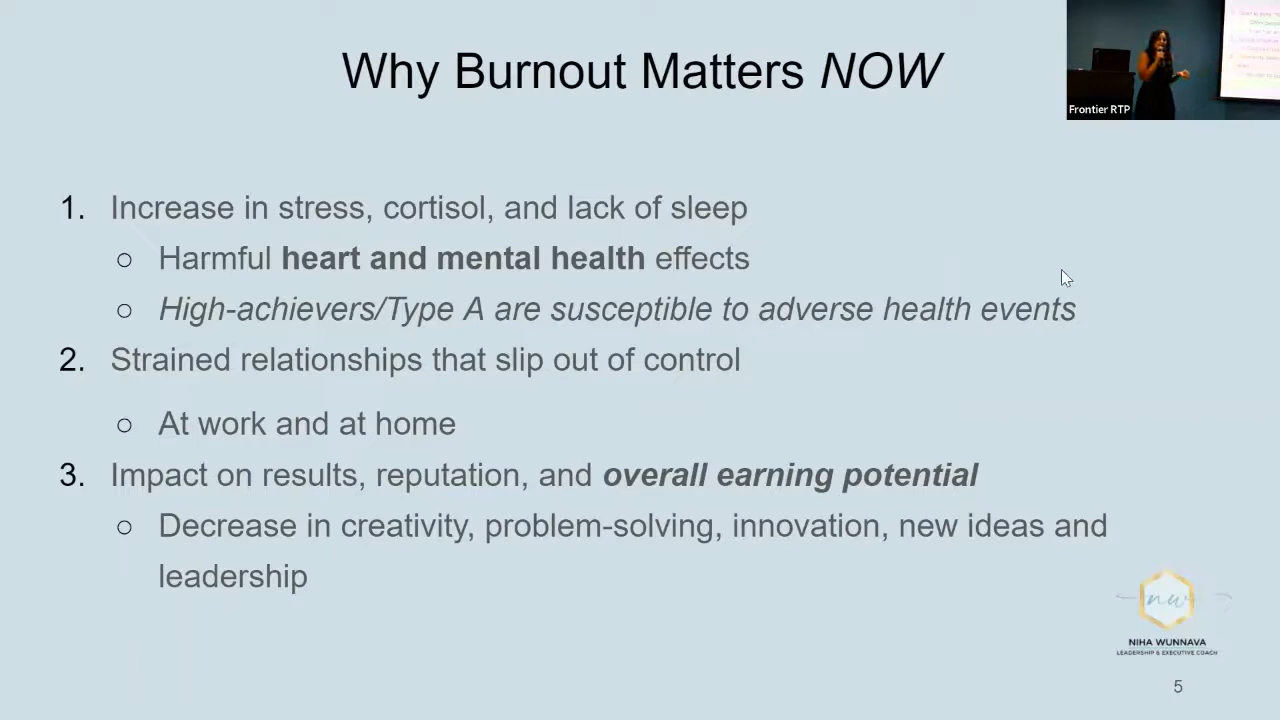 Why Burnout Matters NOW
Frontier RTP
1. Increase in stress, cortisol, and lack of sleep
○ Harmful heart and mental health effects
○ High-achievers/Type A are susceptible to adverse health events
2. Strained relationships that slip out of control
○ At work and at home
3. Impact on results, reputation, and overall earning potential
○ Decrease in creativity, problem-solving, innovation, new ideas and
leadership
nw
NIHA WUNNAVA
LEADERSHIP & EXECUTIVE COACH
5